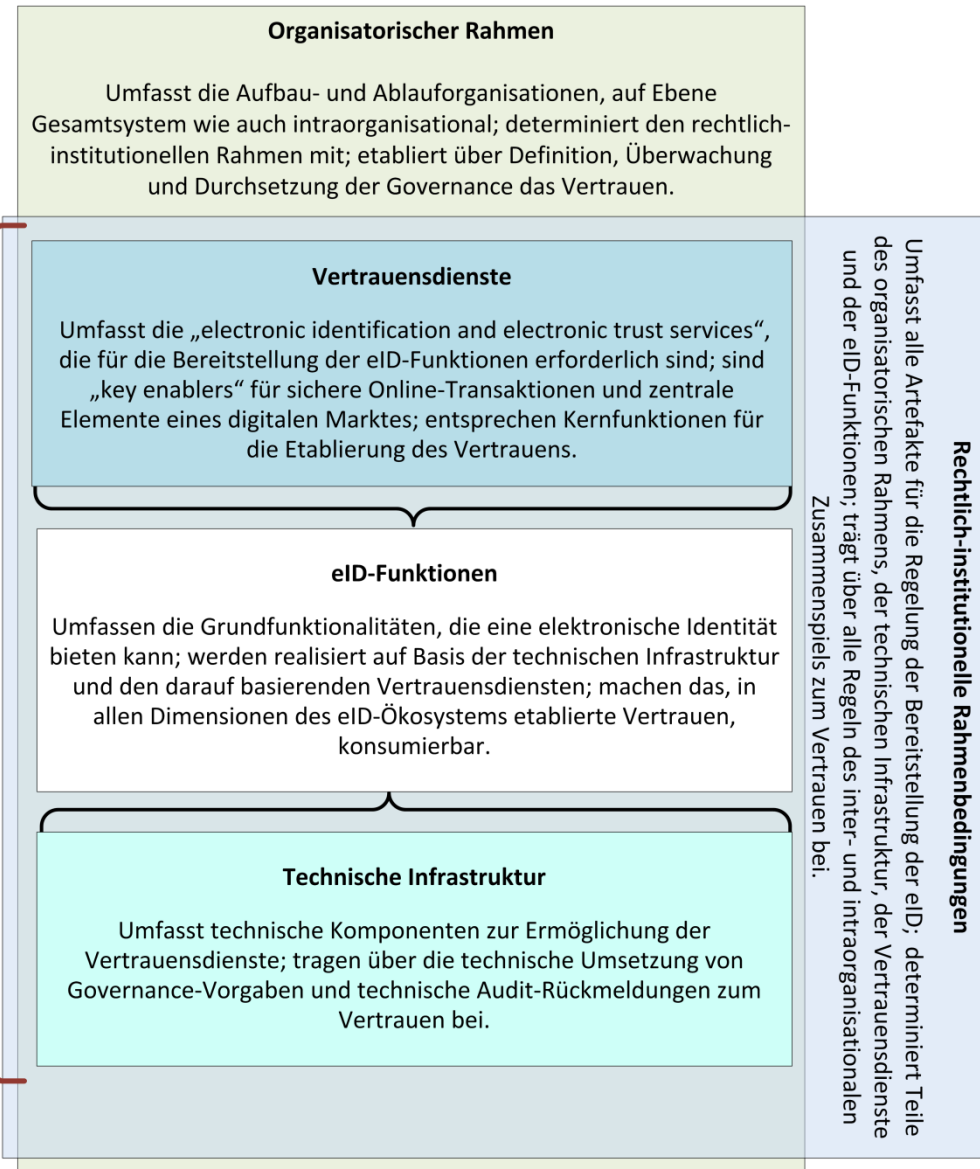 Organisatorischer Rahmen
Umfasst die Aufbau- und Ablauforganisationen, auf Ebene
Gesamtsystem wie auch intraorganisational; determiniert den rechtlich-
institutionellen Rahmen mit; etabliert über Definition, Überwachung
und Durchsetzung der Governance das Vertrauen.
Vertrauensdienste
Umfasst die „electronic identification and electronic trust services“,
die für die Bereitstellung der eID-Funktionen erforderlich sind; sind
„key enablers“ für sichere Online-Transaktionen und zentrale
Elemente eines digitalen Marktes; entsprechen Kernfunktionen für
die Etablierung des Vertrauens.
eID-Funktionen
Umfassen die Grundfunktionalitäten, die eine elektronische Identität
bieten kann; werden realisiert auf Basis der technischen Infrastruktur
und den darauf basierenden Vertrauensdiensten; machen das, in
allen Dimensionen des eID-Ökosystems etablierte Vertrauen,
konsumierbar.
Technische Infrastruktur
Umfasst technische Komponenten zur Ermöglichung der
Vertrauensdienste; tragen über die technische Umsetzung von
Governance-Vorgaben und technische Audit-Rückmeldungen zum
Vertrauen bei.
Rechtlich-institutionelle Rahmenbedingungen
Umfasst alle Artefakte für die Regelung der Bereitstellung der eID; determiniert Teile
des organisatorischen Rahmens, der technischen Infrastruktur, der Vertrauensdienste
und der eID-Funktionen; trägt über alle Regeln des inter- und intraorganisationalen
Zusammenspiels zum Vertrauen bei.